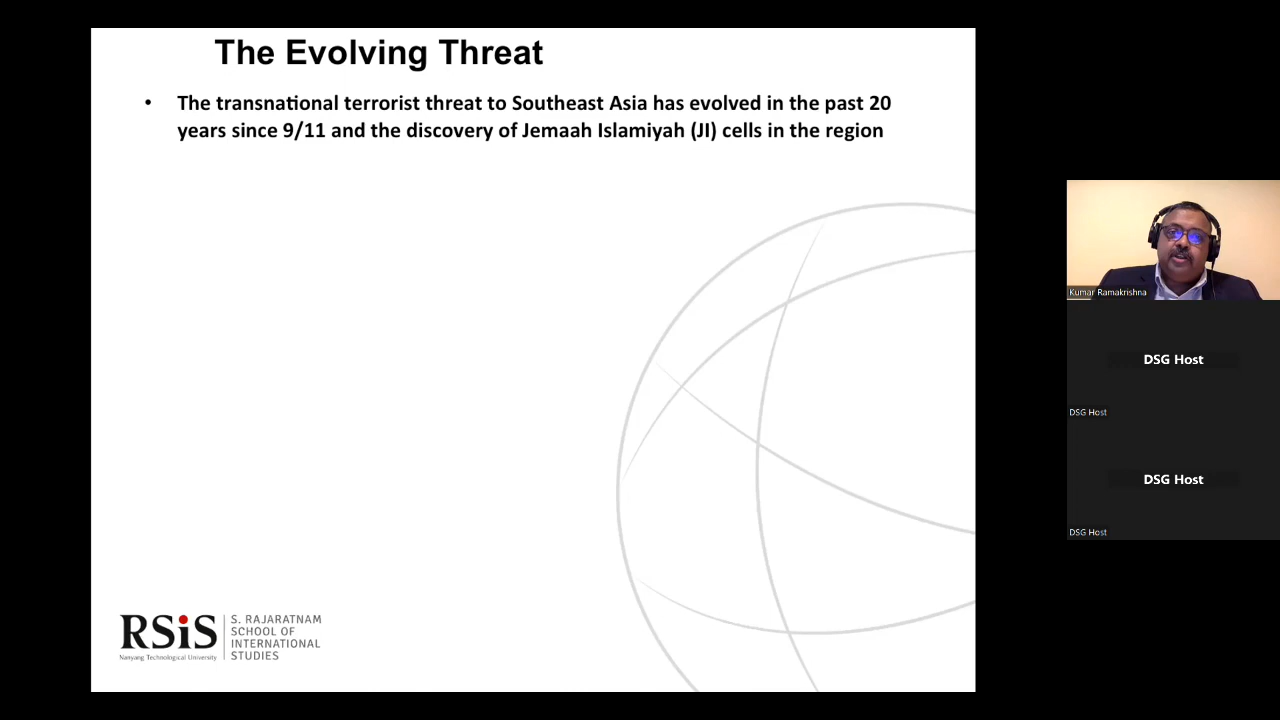 The Evolving Threat
• The transnational terrorist threat to Southeast Asia has evolved in the past 20
years since 9/11 and the discovery of Jemaah Islamiyah (JI) cells in the region
RSiS
Nanyang Technological University
S. RAJARATNAM
SCHOOL OF
INTERNATIONAL
STUDIES
Kumar Ramakrishna
DSG Host
DSG Host
DSG Host
DSG Host